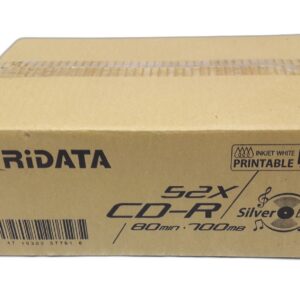 RiDATA
INKJET WHITE
PRINTABLE
52X
CD-R
80min·700MB
Silver